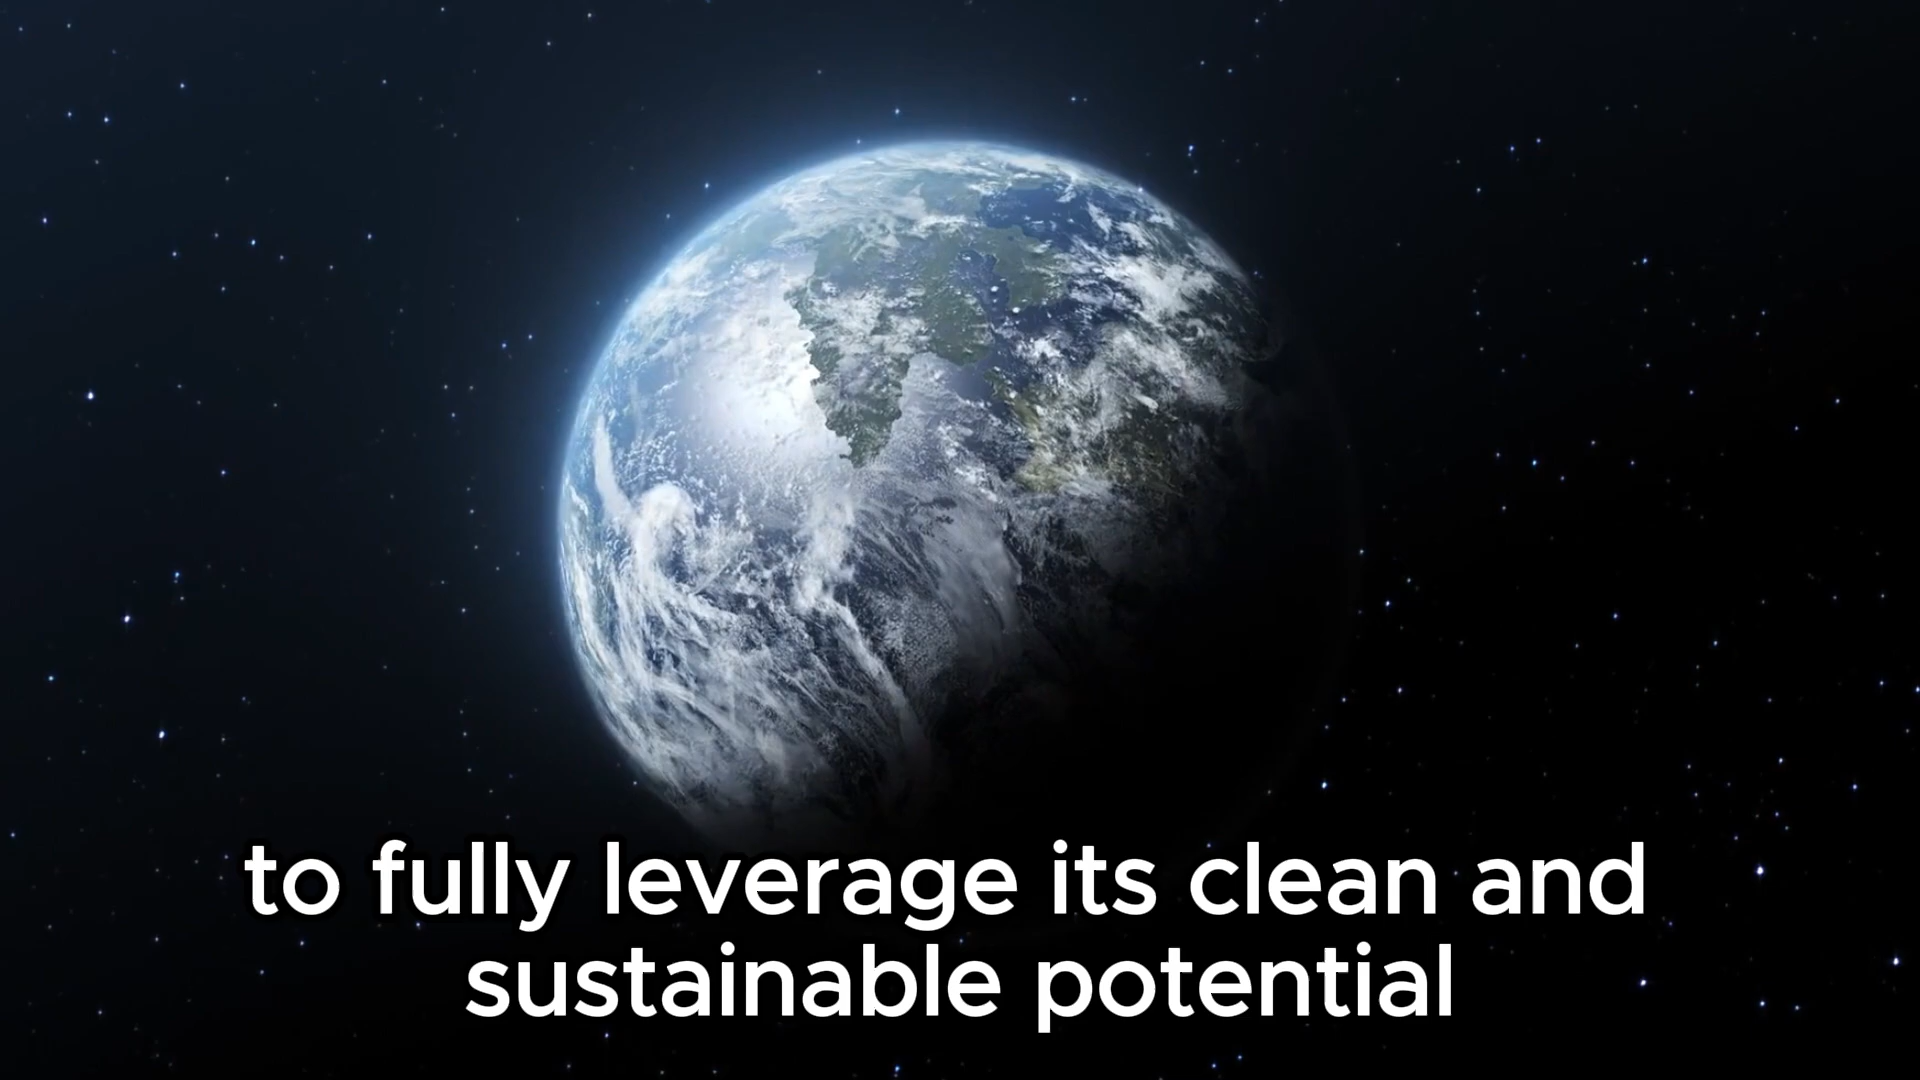 to fully leverage its clean and
sustainable potential